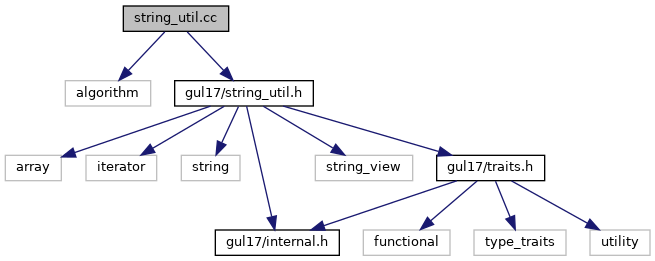 string_util.cc
algorithm
gul17/string_util.h
array
iterator
string
string_view
gul17/traits.h
gul17/internal.h
functional
type_traits
utility